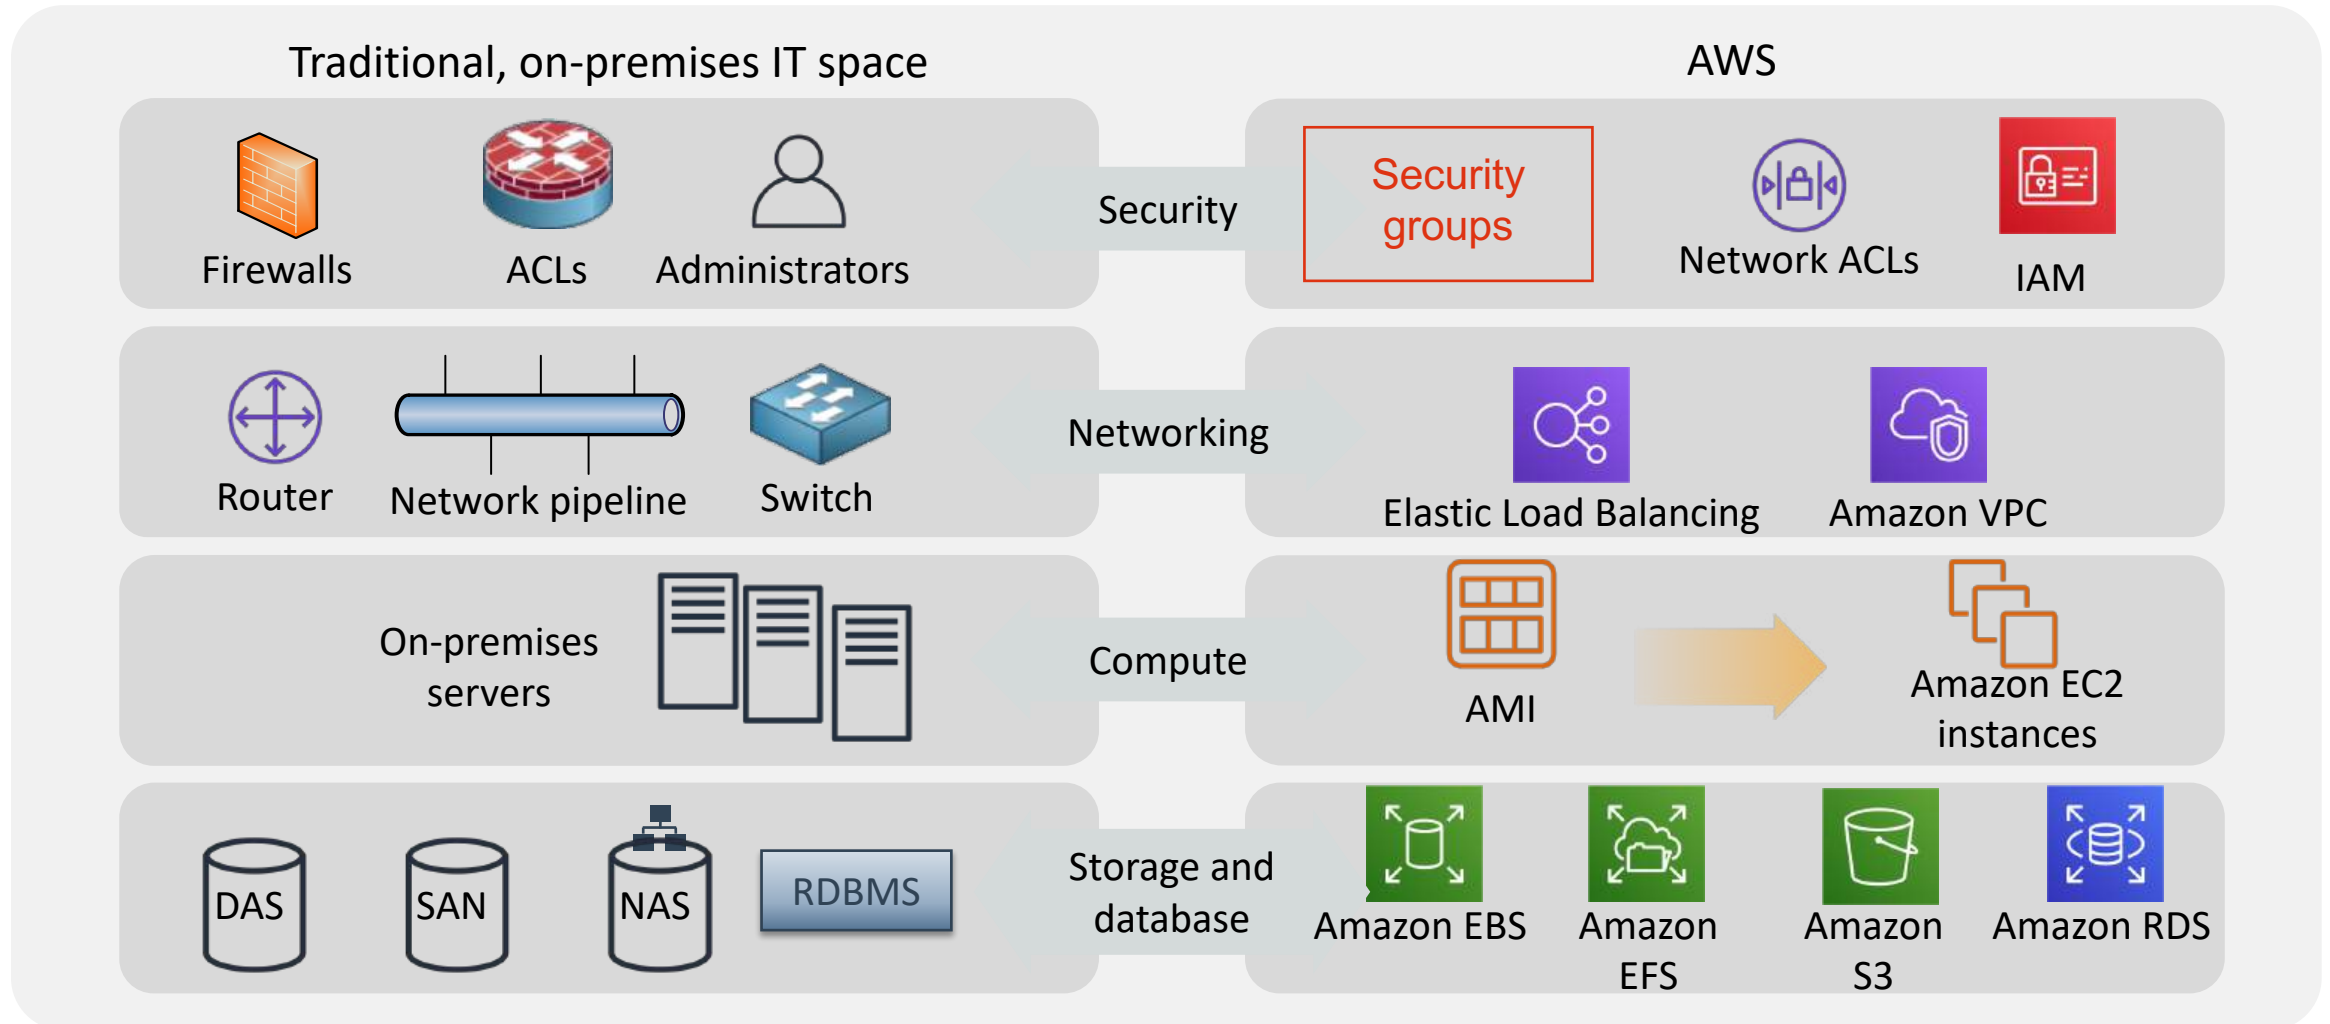 Traditional, on-premises IT space
AWS
Firewalls
ACLs
Administrators
Security
Security
groups
Network ACLs
IAM
Router
Network pipeline
Switch
Networking
Elastic Load Balancing
Amazon VPC
On-premises
servers
Compute
AMI
Amazon EC2
instances
DAS
SAN
NAS
RDBMS
Storage and
database
Amazon EBS
Amazon
EFS
Amazon
S3
Amazon RDS